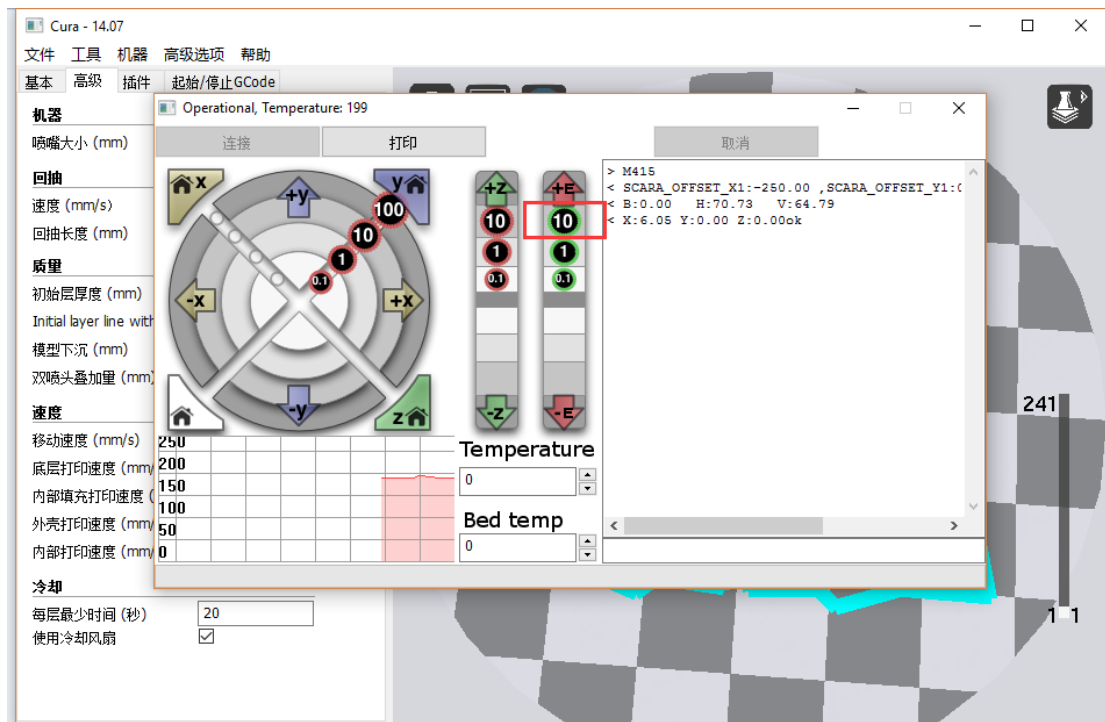 Cura - 14.07
文件 工具 机器 高级选项 帮助
基本 高级 插件 起始/停止GCode
机器
喷嘴大小 (mm)
回抽
速度 (mm/s)
回抽长度 (mm)
质量
初始层厚度 (mm)
Initial layer line with
模型下沉 (mm)
双喷头叠加量 (mm)
速度
移动速度 (mm/s)
底层打印速度 (mm/
内部填充打印速度 (
外壳打印速度 (mm/
内部打印速度 (mm/
冷却
每层最少时间 (秒) 20
使用冷却风扇
Operational, Temperature: 199
连接 打印 取消
x y
+y
100
10
1
0.1
-x +x
-y
z
+Z
10
1
0.1
-Z
+E
10
1
0.1
-E
250
200
150
100
50
0
Temperature
0
Bed temp
0
> M415
< SCARA_OFFSET_X1:-250.00 ,SCARA_OFFSET_Y1:(
< B:0.00 H:70.73 V:64.79
< X:6.05 Y:0.00 Z:0.00ok
241
1 1